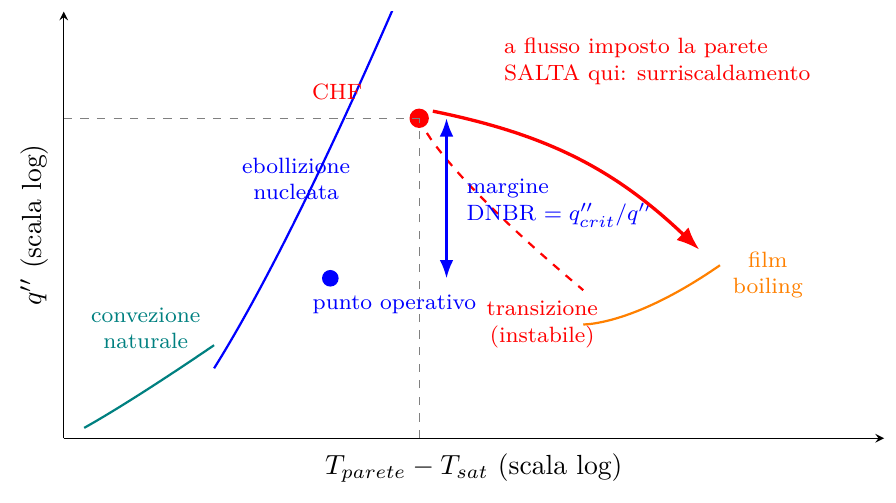 a flusso imposto la parete
SALTA qui: surriscaldamento
CHF
ebollizione
nucleata
margine
DNBR = q''_{crit}/q''
film
boiling
punto operativo
transizione
(instabile)
convezione
naturale
q'' (scala log)
T_{parete} − T_{sat} (scala log)